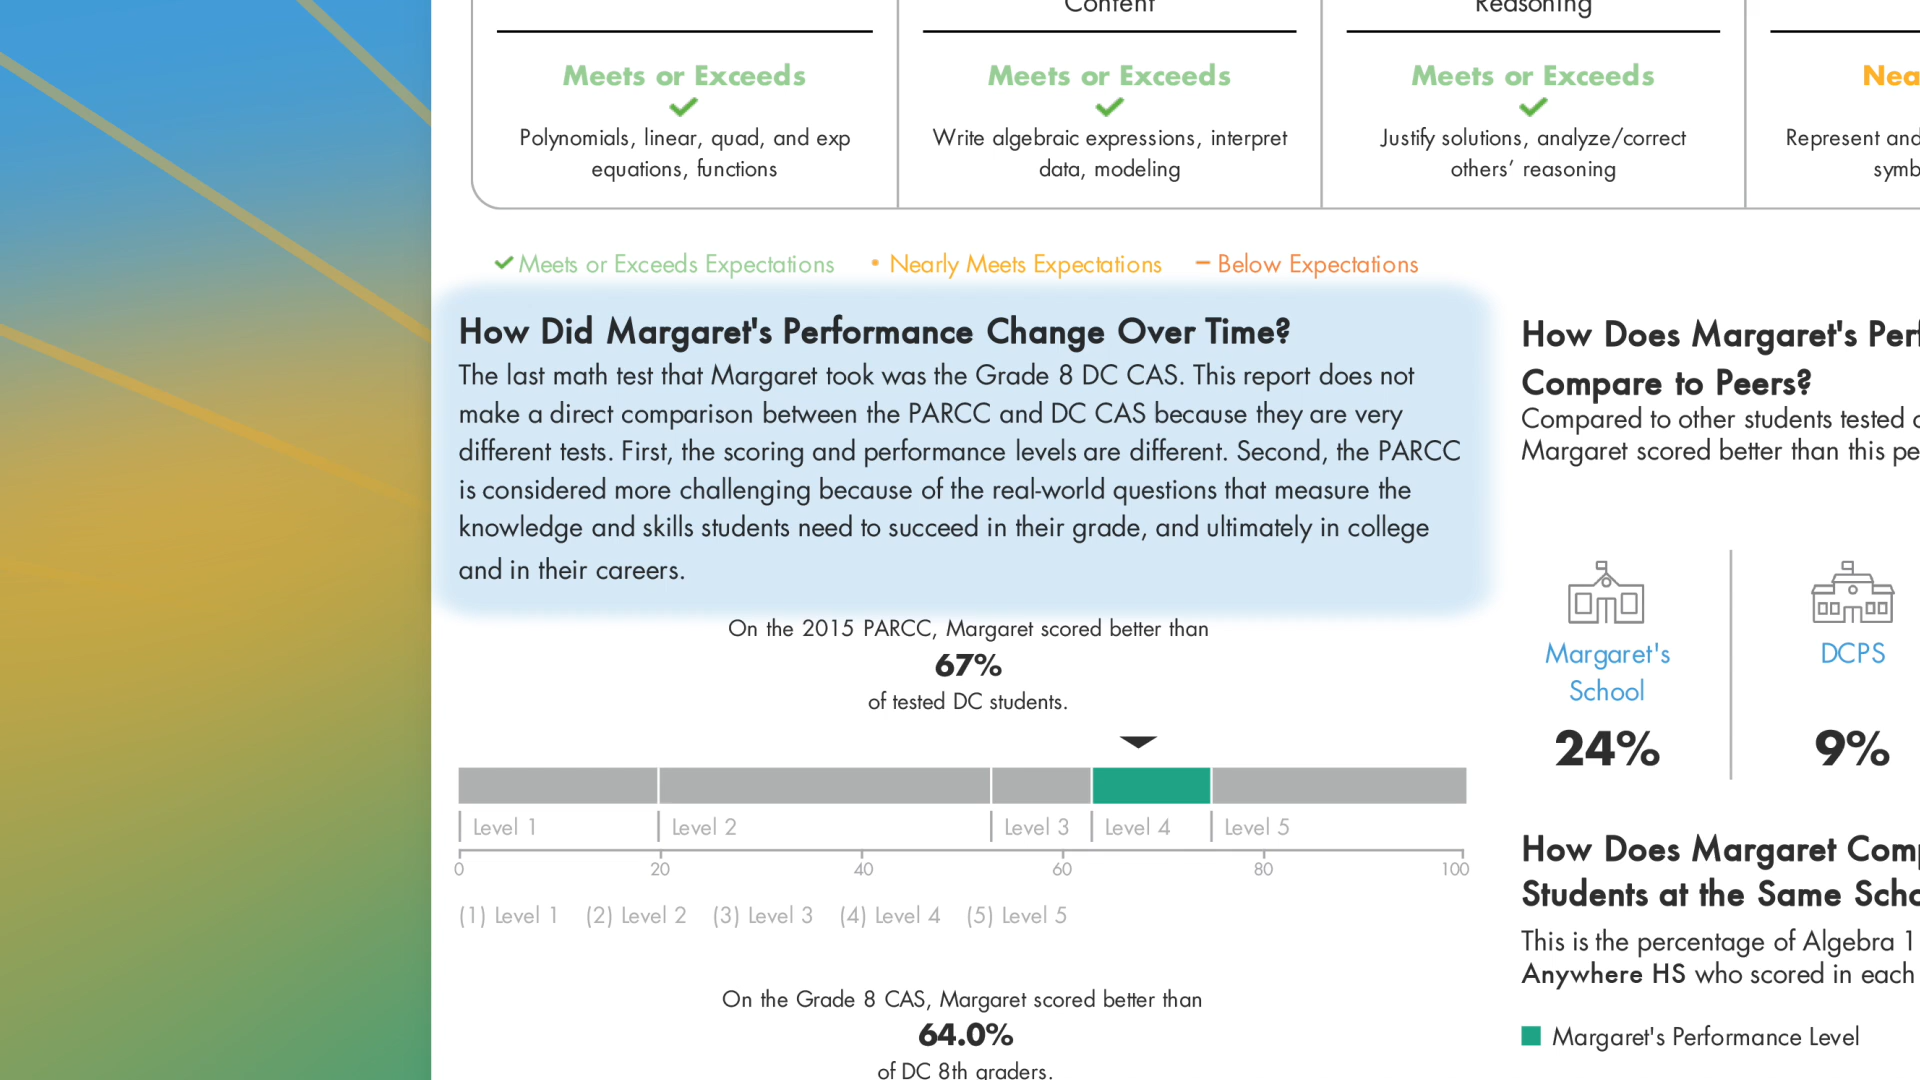 Content
Reasoning
Meets or Exceeds
Meets or Exceeds
Meets or Exceeds
Polynomials, linear, quad, and exp
equations, functions
Write algebraic expressions, interpret
data, modeling
Justify solutions, analyze/correct
others’ reasoning
Represent and
Meets or Exceeds Expectations
Nearly Meets Expectations
Below Expectations
How Did Margaret's Performance Change Over Time?
The last math test that Margaret took was the Grade 8 DC CAS. This report does not
make a direct comparison between the PARCC and DC CAS because they are very
different tests. First, the scoring and performance levels are different. Second, the PARCC
is considered more challenging because of the real-world questions that measure the
knowledge and skills students need to succeed in their grade, and ultimately in college
and in their careers.
On the 2015 PARCC, Margaret scored better than
67%
of tested DC students.
Level 1
Level 2
Level 3
Level 4
Level 5
0 20 40 60 80 100
(1) Level 1 (2) Level 2 (3) Level 3 (4) Level 4 (5) Level 5
On the Grade 8 CAS, Margaret scored better than
64.0%
of DC 8th graders.
How Does Margaret's
Compare to Peers?
Compared to other students tested
Margaret scored better than this
Margaret's
School
24%
DCPS
9%
How Does Margaret
Students at the Same
This is the percentage of Algebra 1
Anywhere HS who scored in each
Margaret's Performance Level